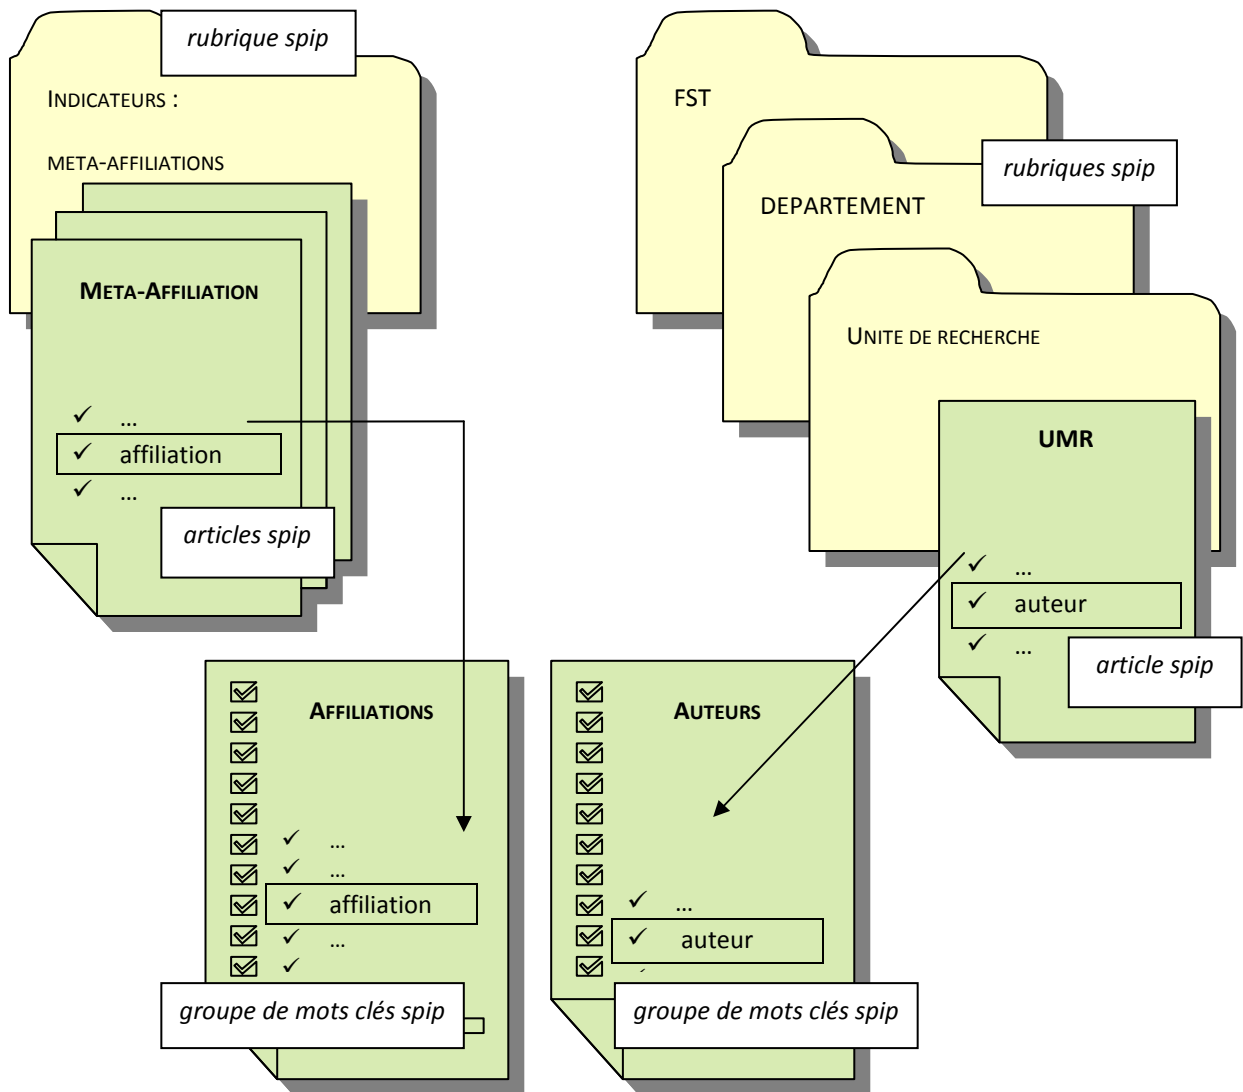 rubrique spip
INDICATEURS :
META-AFFILIATIONS
META-AFFILIATION
✓ ...
✓ affiliation
✓ ...
articles spip
FST
rubriques spip
DEPARTEMENT
UNITE DE RECHERCHE
UMR
✓ ...
✓ auteur
✓ ...
article spip
AFFILIATIONS
✓ ...
✓ ...
✓ affiliation
✓ ...
✓
groupe de mots clés spip
AUTEURS
✓ ...
✓ auteur
groupe de mots clés spip